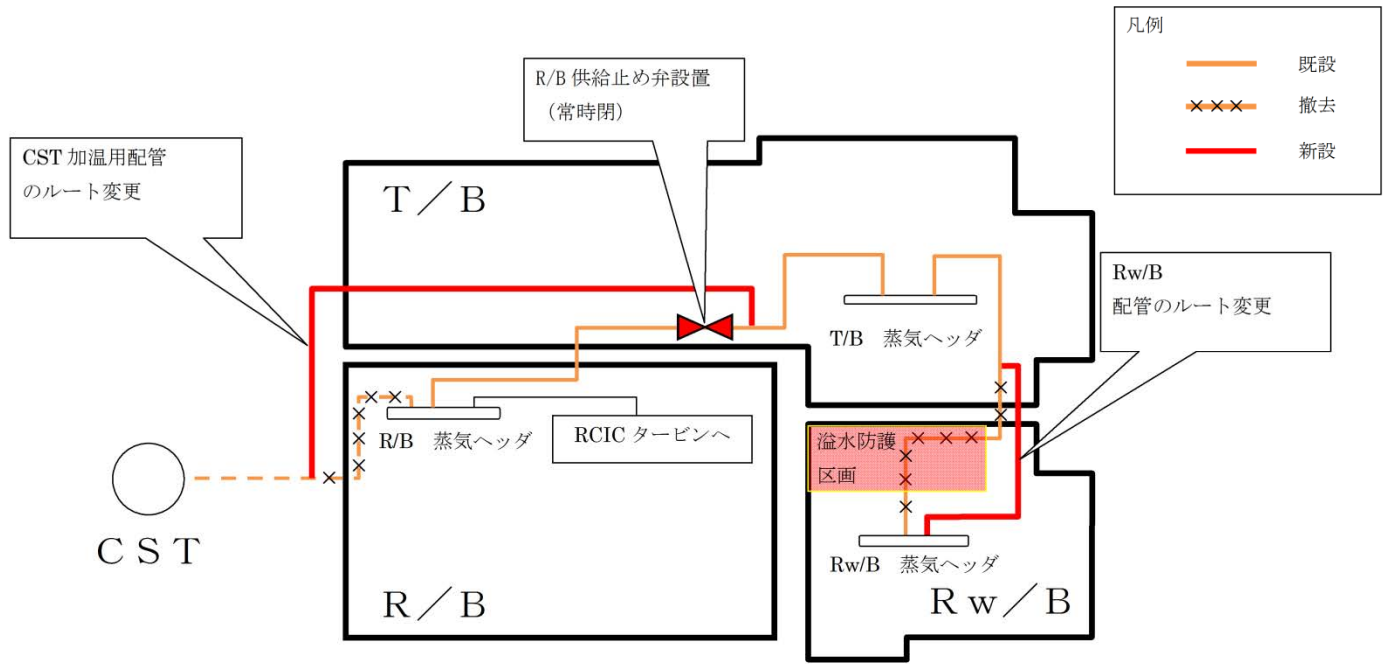 凡例
既設
撤去
新設
R/B 供給止め弁設置
(常時閉)
CST 加温用配管
のルート変更
T/B
Rw/B
配管のルート変更
T/B 蒸気ヘッダ
R/B 蒸気ヘッダ
RCIC タービンへ
溢水防護
区画
CST
Rw/B 蒸気ヘッダ
R/B
Rw/B